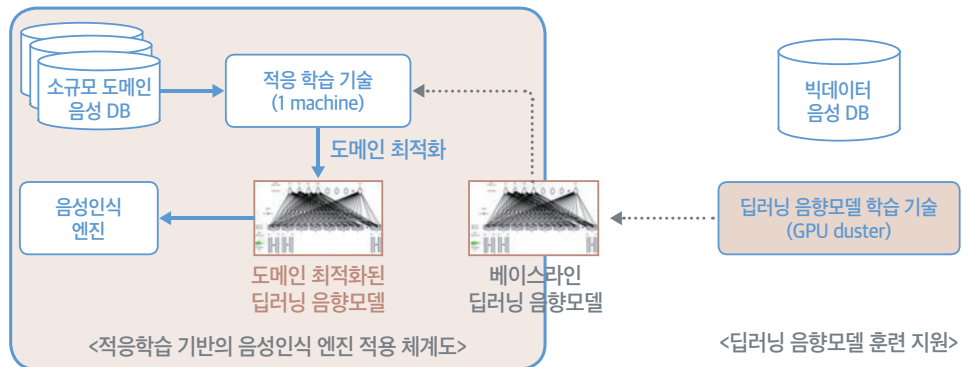 소규모 도메인
음성 DB
적응 학습 기술
(1 machine)
도메인 최적화
빅데이터
음성 DB
음성인식
엔진
도메인 최적화된
딥러닝 음향모델
베이스라인
딥러닝 음향모델
딥러닝 음향모델 학습 기술
(GPU duster)
<적응학습 기반의 음성인식 엔진 적용 체계도>
<딥러닝 음향모델 훈련 지원>